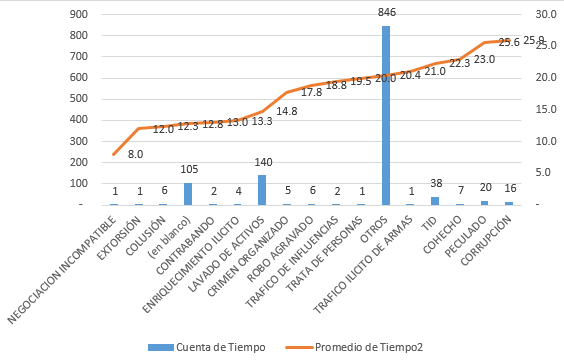 900
800
700
600
500
400
300
200
100
-
30.0
25.0
20.0
15.0
10.0
5.0
-
1
1
6
105
2
4
140
5
6
2
1
846
1
38
7
20
16
8.0
12.0
12.3
12.8
13.0
13.3
14.8
17.8
18.8
19.5
20.0
20.4
21.0
22.3
23.0
25.6
25.9
NEGOCIACION INCOMPATIBLE
EXTORSIÓN
COLUSIÓN
(en blanco)
CONTRABANDO
ENRIQUECIMIENTO ILICITO
LAVADO DE ACTIVOS
CRIMEN ORGANIZADO
ROBO AGRAVADO
TRAFICO DE INFLUENCIAS
TRATA DE PERSONAS
OTROS
TRAFICO ILICITO DE ARMAS
TID
COHECHO
PECULADO
CORRUPCIÓN
Cuenta de Tiempo
Promedio de Tiempo2